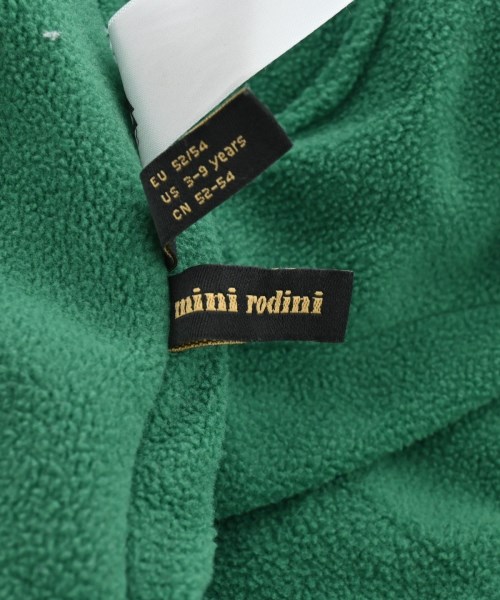 EU 52/54
US 3-9 years
CN 52-54
mini rodini